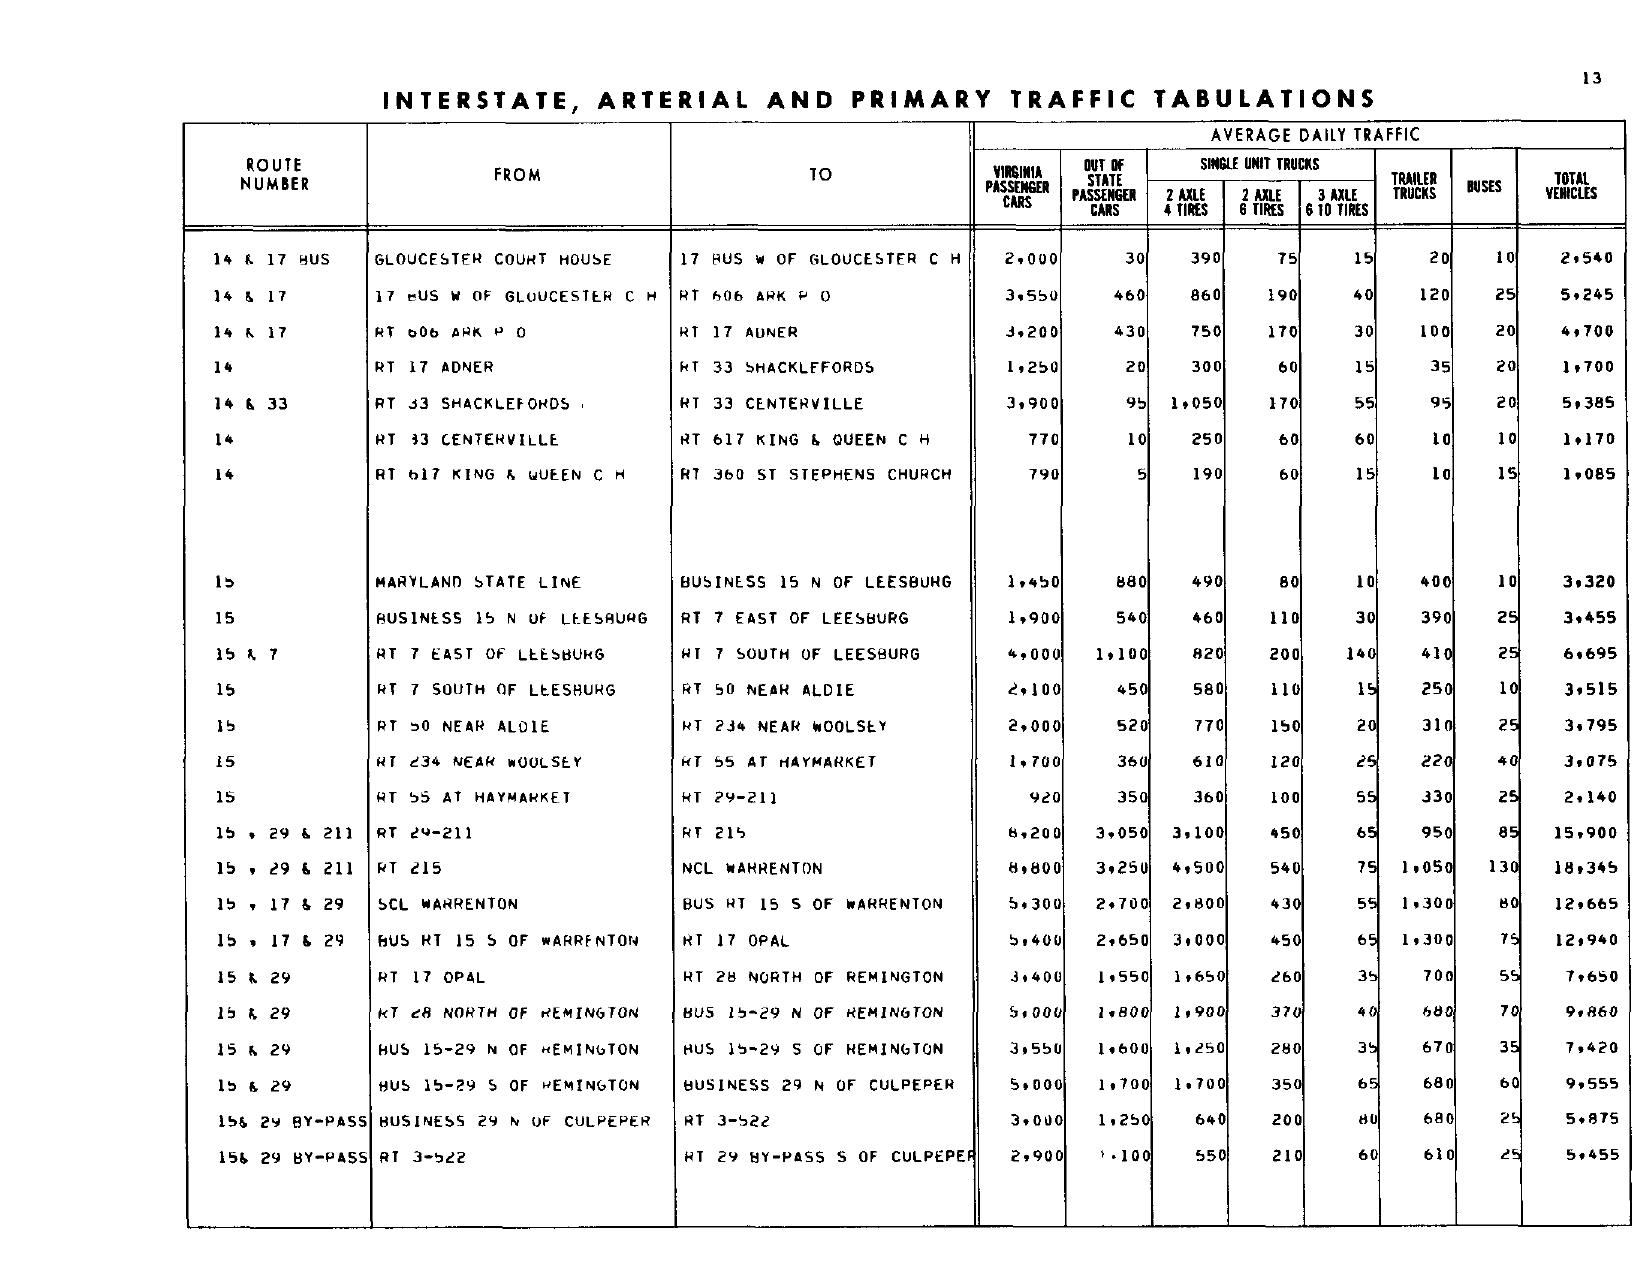 13
INTERSTATE, ARTERIAL AND PRIMARY TRAFFIC TABULATIONS
ROUTE NUMBER FROM TO AVERAGE DAILY TRAFFIC
VIRGINIA PASSENGER CARS OUT OF STATE PASSENGER CARS SINGLE UNIT TRUCKS 2 AXLE 4 TIRES 2 AXLE 6 TIRES 3 AXLE 6 TO TIRES TRAILER TRUCKS BUSES TOTAL VEHICLES
14 & 17 BUS GLOUCESTER COURT HOUSE 17 BUS W OF GLOUCESTER C H 2,000 30 390 75 15 20 10 2,540
14 & 17 17 BUS W OF GLOUCESTER C H RT 606 ARK P O 3,550 460 860 190 40 120 25 5,245
14 & 17 RT 606 ARK P O RT 17 ADNER 3,200 430 750 170 30 100 20 4,700
14 RT 17 ADNER RT 33 SHACKLEFORDS 1,250 20 300 60 15 35 20 1,700
14 & 33 RT 33 SHACKLEFORDS RT 33 CENTERVILLE 3,900 95 1,050 170 55 95 20 5,385
14 RT 33 CENTERVILLE RT 617 KING & QUEEN C H 770 10 250 60 60 10 10 1,170
14 RT 617 KING & QUEEN C H RT 360 ST STEPHENS CHURCH 790 5 190 60 15 10 15 1,085
15 MARYLAND STATE LINE BUSINESS 15 N OF LEESBURG 1,450 880 490 80 10 400 10 3,320
15 BUSINESS 15 N OF LEESBURG RT 7 EAST OF LEESBURG 1,900 540 460 110 30 390 25 3,455
15 & 7 RT 7 EAST OF LEESBURG RT 7 SOUTH OF LEESBURG 4,000 1,100 820 200 140 410 25 6,695
15 RT 7 SOUTH OF LEESBURG RT 50 NEAR ALDIE 2,100 450 580 110 15 250 10 3,515
15 RT 50 NEAR ALDIE RT 234 NEAR WOOLSEY 2,000 520 770 150 20 310 25 3,795
15 RT 234 NEAR WOOLSEY RT 55 AT HAYMARKET 1,700 360 610 120 25 220 40 3,075
15 RT 55 AT HAYMARKET RT 29-211 920 350 360 100 55 330 25 2,140
15 , 29 & 211 RT 29-211 RT 215 8,200 3,050 3,100 450 65 950 85 15,900
15 , 29 & 211 RT 215 NCL WARRENTON 8,800 3,250 4,500 540 75 1,050 130 18,345
15 , 17 & 29 SCL WARRENTON BUS RT 15 S OF WARRENTON 5,300 2,700 2,800 430 55 1,300 80 12,665
15 , 17 & 29 BUS RT 15 S OF WARRENTON RT 17 OPAL 5,400 2,650 3,000 450 65 1,300 75 12,940
15 & 29 RT 17 OPAL RT 28 NORTH OF REMINGTON 3,400 1,550 1,650 260 35 700 55 7,650
15 & 29 RT 28 NORTH OF REMINGTON BUS 15-29 N OF REMINGTON 5,000 1,800 1,900 370 40 680 70 9,860
15 & 29 BUS 15-29 N OF REMINGTON BUS 15-29 S OF REMINGTON 3,550 1,600 1,250 280 35 670 35 7,420
15 & 29 BUS 15-29 S OF REMINGTON BUSINESS 29 N OF CULPEPER 5,000 1,700 1,700 350 65 680 60 9,555
15& 29 BY-PASS BUSINESS 29 N OF CULPEPER RT 3-522 3,000 1,250 640 200 80 680 25 5,875
15& 29 BY-PASS RT 3-522 RT 29 BY-PASS S OF CULPEPER 2,900 1,100 550 210 60 610 25 5,455